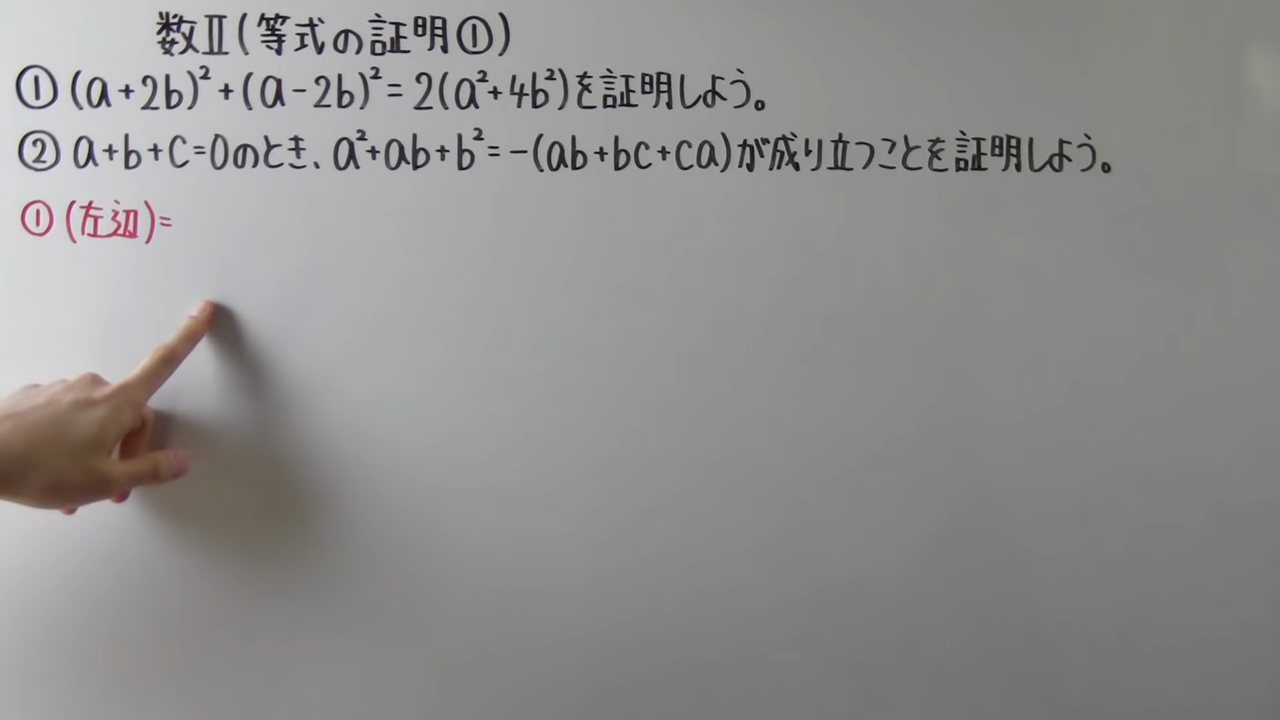 数Ⅱ(等式の証明①)
①(a+2b)²+(a-2b)²=2(a²+4b²)を証明しよう。
②a+b+c=0のとき、a²+ab+b²=-(ab+bc+ca)が成り立つことを証明しよう。
①(左辺)=